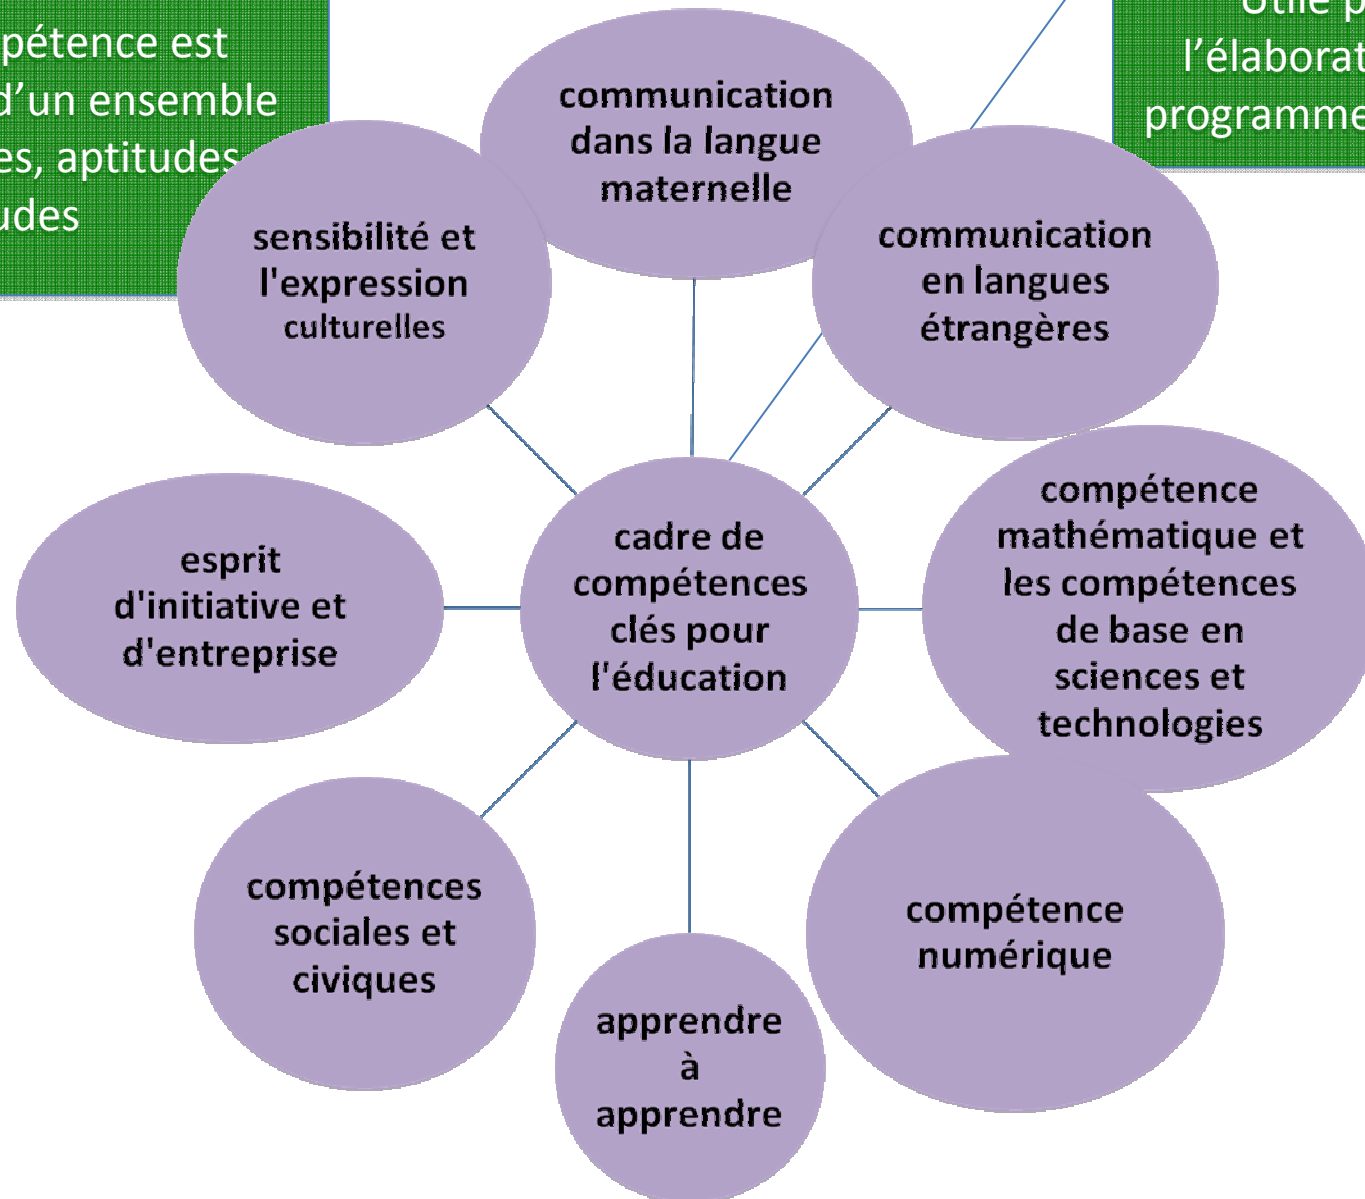 pétence est
d'un ensemble
es, aptitudes
udes
l'élaborat
programme
communication
dans la langue
maternelle
communication
en langues
étrangères
compétence
mathématique et
les compétences
de base en
sciences et
technologies
compétence
numérique
apprendre
à
apprendre
compétences
sociales et
civiques
esprit
d'initiative et
d'entreprise
sensibilité et
l'expression
culturelles
cadre de
compétences
clés pour
l'éducation